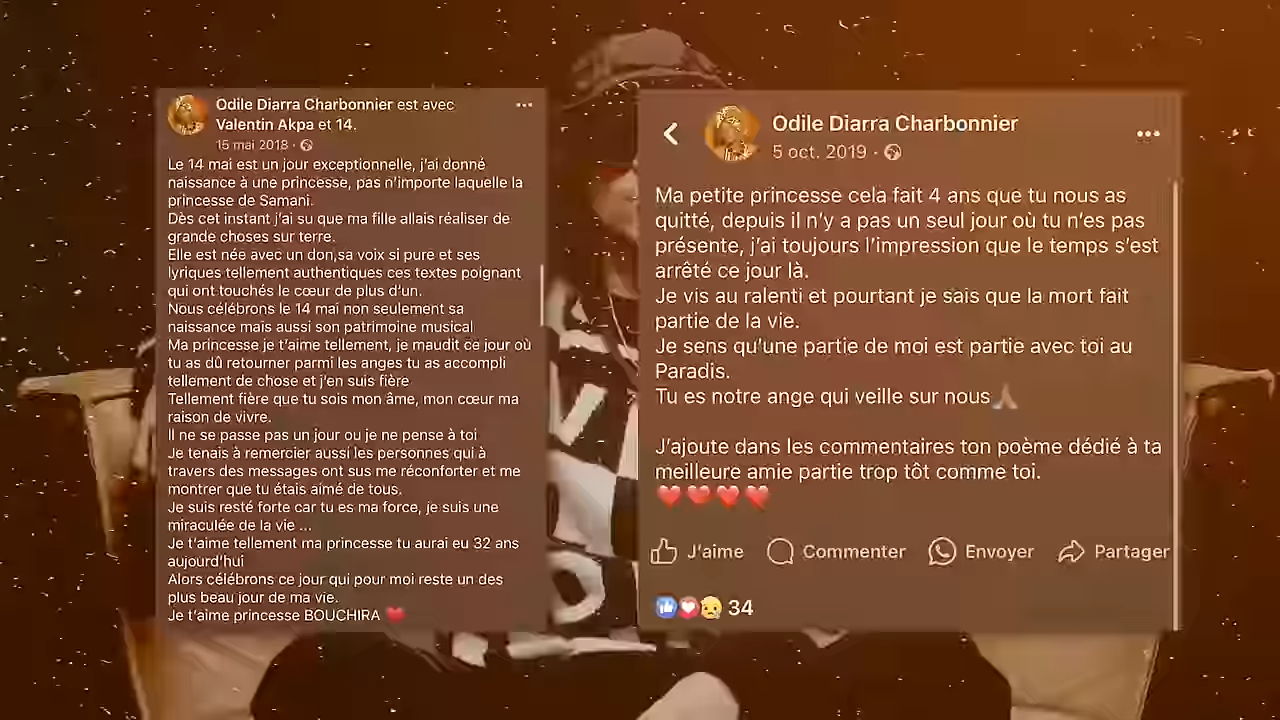 Odile Diarra Charbonnier est avec
Valentin Akpa et 14.
15 mai 2018 ·
Le 14 mai est un jour exceptionnelle, j'ai donné
naissance à une princesse, pas n'importe laquelle la
princesse de Samani.
Dès cet instant j'ai su que ma fille allais réaliser de
grande choses sur terre.
Elle est née avec un don,sa voix si pure et ses
lyriques tellement authentiques ces textes poignant
qui ont touchés le cœur de plus d'un.
Nous célébrons le 14 mai non seulement sa
naissance mais aussi son patrimoine musical
Ma princesse je t'aime tellement, je maudit ce jour où
tu as dû retourner parmi les anges tu as accompli
tellement de chose et j'en suis fière
Tellement fière que tu sois mon âme, mon cœur ma
raison de vivre.
Il ne se passe pas un jour ou je ne pense à toi
Je tenais à remercier aussi les personnes qui à
travers des messages ont sus me réconforter et me
montrer que tu étais aimé de tous.
Je suis resté forte car tu es ma force, je suis une
miraculée de la vie ...
Je t'aime tellement ma princesse tu aurai eu 32 ans
aujourd'hui
Alors célébrons ce jour qui pour moi reste un des
plus beau jour de ma vie.
Je t'aime princesse BOUCHIRA ❤️
Odile Diarra Charbonnier
5 oct. 2019 ·
Ma petite princesse cela fait 4 ans que tu nous as
quitté, depuis il n'y a pas un seul jour où tu n'es pas
présente, j'ai toujours l'impression que le temps s'est
arrêté ce jour là.
Je vis au ralenti et pourtant je sais que la mort fait
partie de la vie.
Je sens qu'une partie de moi est partie avec toi au
Paradis.
Tu es notre ange qui veille sur nous🙏
J'ajoute dans les commentaires ton poème dédié à ta
meilleure amie partie trop tôt comme toi.
❤️❤️❤️❤️
J'aime Commenter Envoyer Partager
34